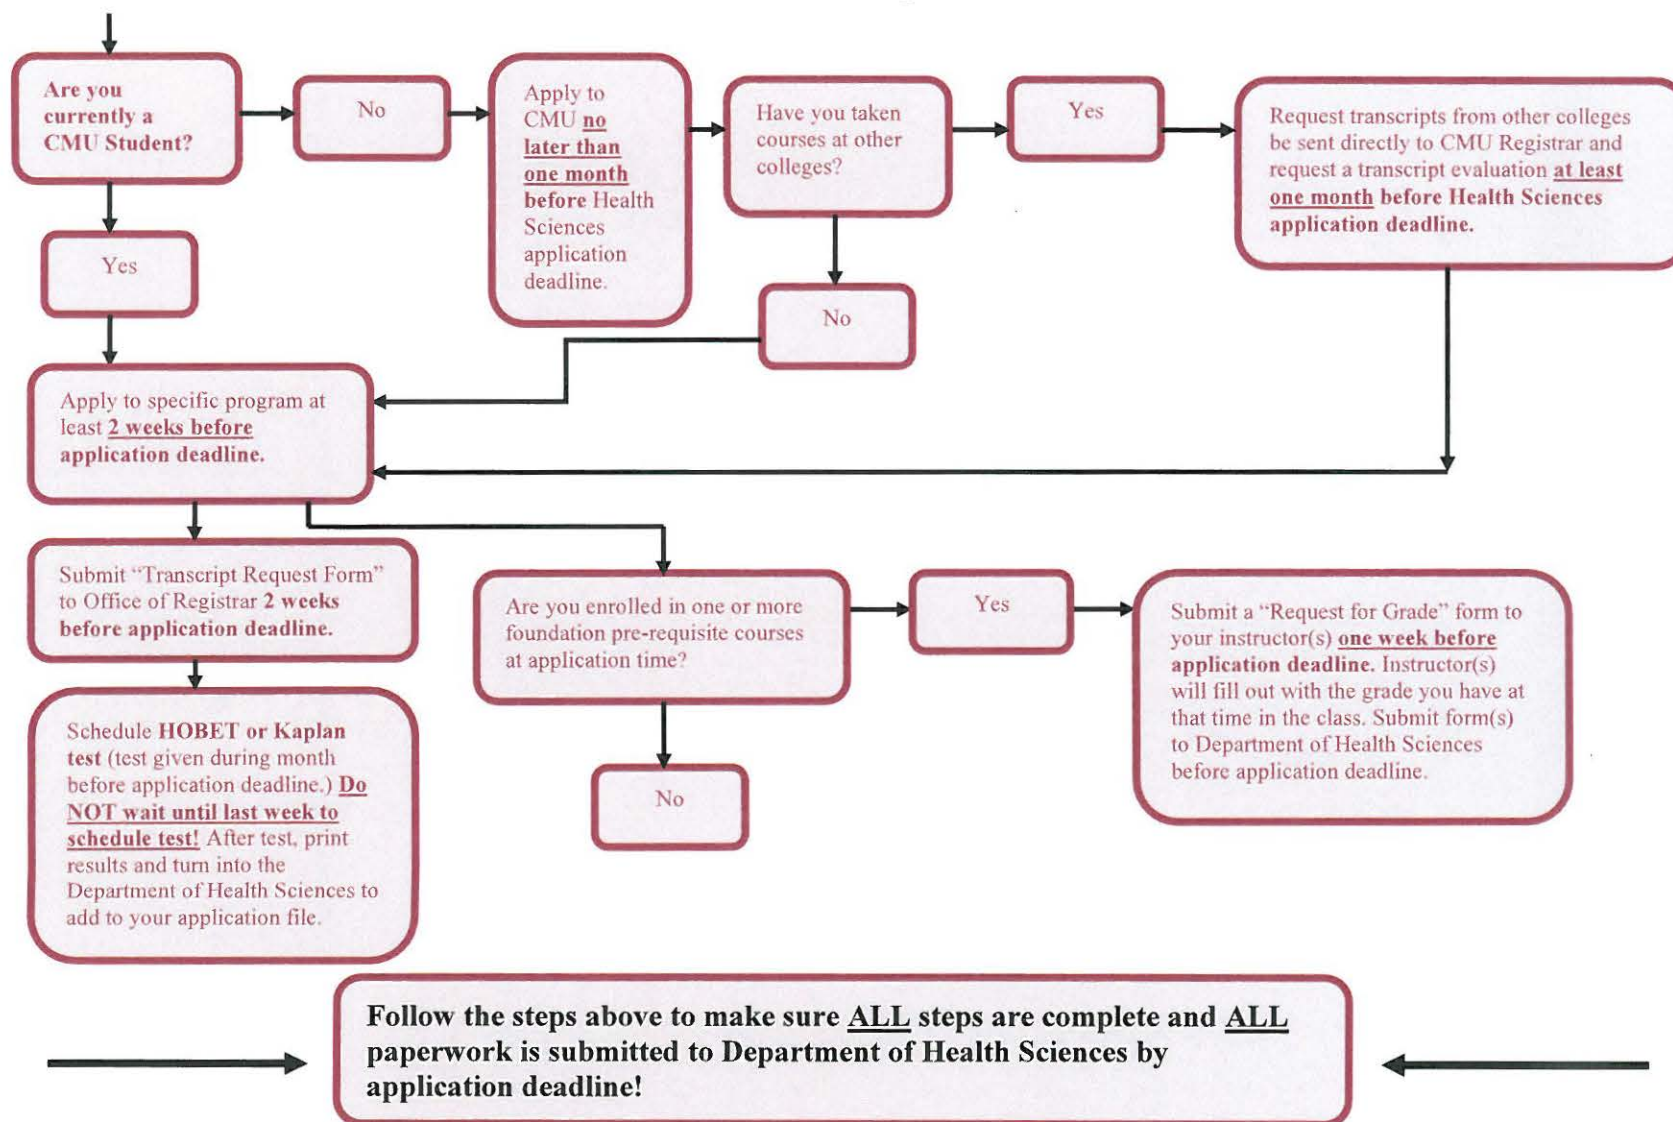 Are you
currently a
CMU Student?
No
Apply to
CMU no
later than
one month
before Health
Sciences
application
deadline.
Have you taken
courses at other
colleges?
Yes
Request transcripts from other colleges
be sent directly to CMU Registrar and
request a transcript evaluation at least
one month before Health Sciences
application deadline.
Yes
No
Apply to specific program at
least 2 weeks before
application deadline.
Submit “Transcript Request Form”
to Office of Registrar 2 weeks
before application deadline.
Are you enrolled in one or more
foundation pre-requisite courses
at application time?
Yes
Submit a “Request for Grade” form to
your instructor(s) one week before
application deadline. Instructor(s)
will fill out with the grade you have at
that time in the class. Submit form(s)
to Department of Health Sciences
before application deadline.
Schedule HOBET or Kaplan
test (test given during month
before application deadline.) Do
NOT wait until last week to
schedule test! After test, print
results and turn into the
Department of Health Sciences to
add to your application file.
No
Follow the steps above to make sure ALL steps are complete and ALL
paperwork is submitted to Department of Health Sciences by
application deadline!